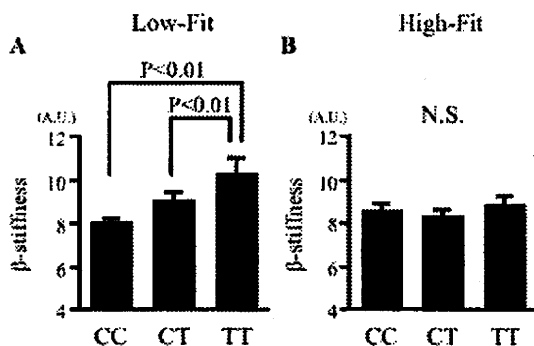 Low-Fit
High-Fit
A
B
P<0.01
P<0.01
N.S.
(A.U.)
(A.U.)
12
12
10
10
8
8
6
6
4
4
β-stiffness
β-stiffness
CC CT TT
CC CT TT